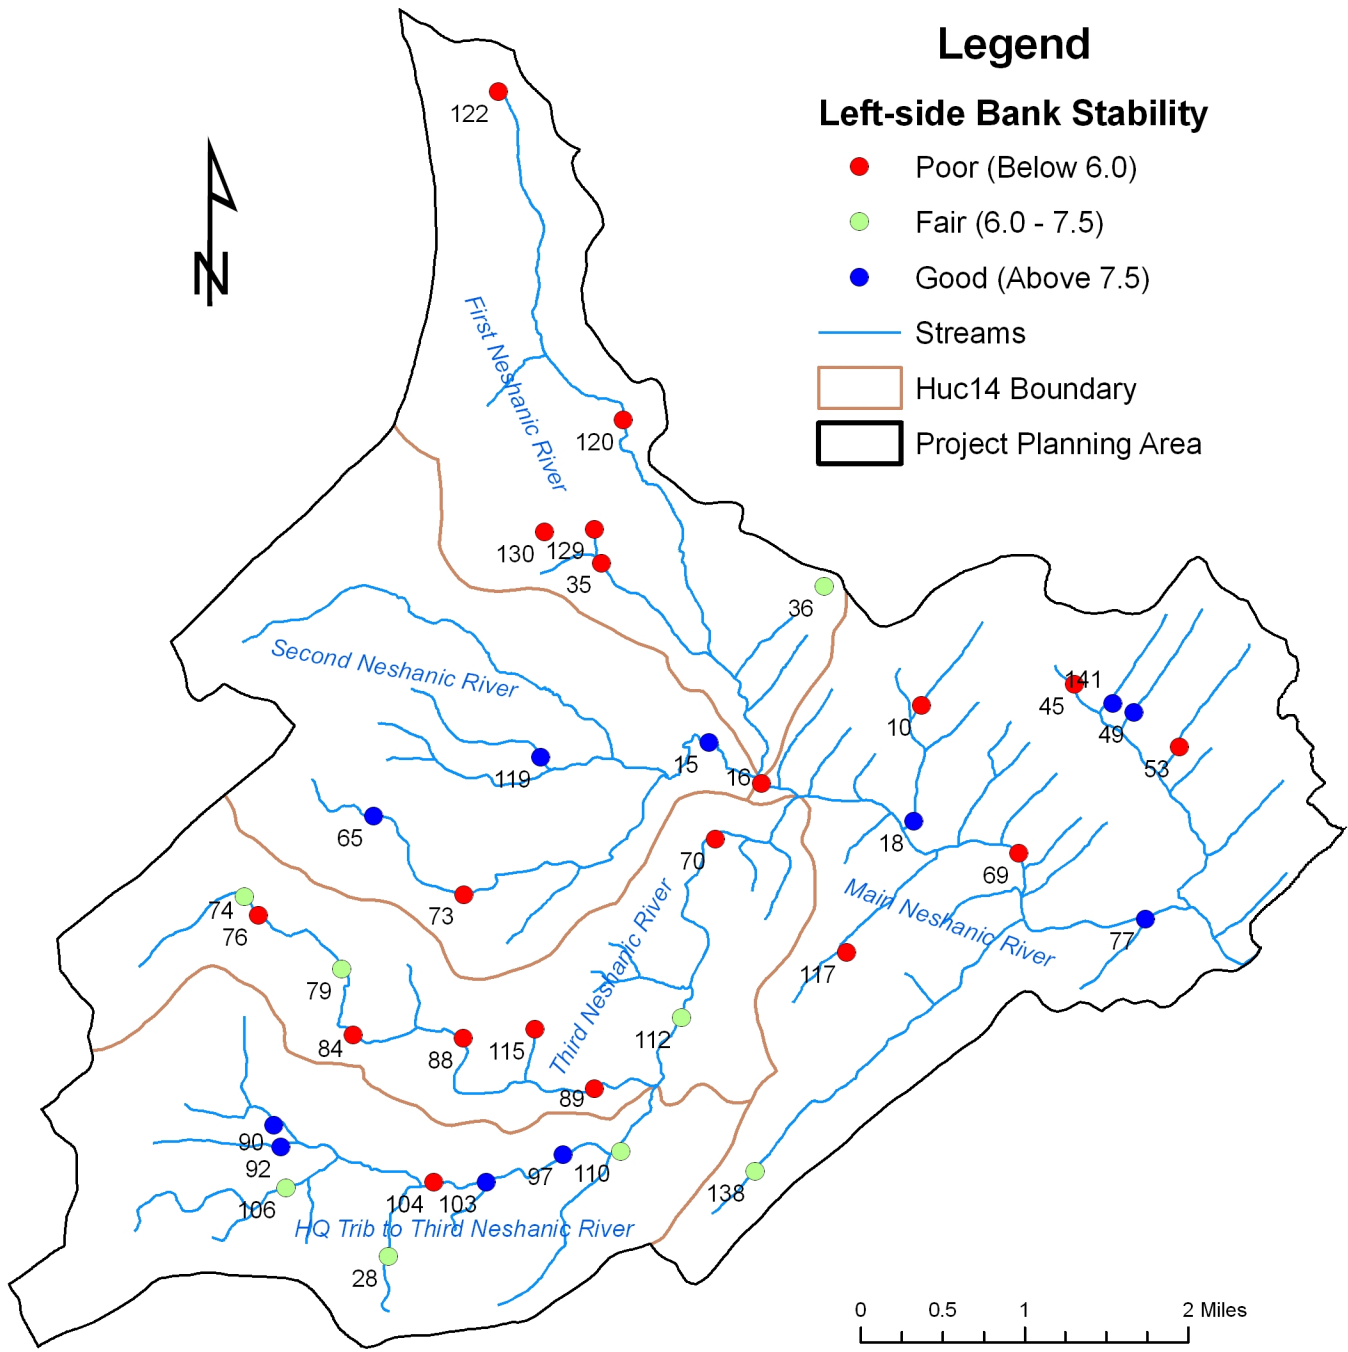 Legend
Left-side Bank Stability
Poor (Below 6.0)
Fair (6.0 - 7.5)
Good (Above 7.5)
Streams
Huc14 Boundary
Project Planning Area
N
122
First Neshanic River
120
130
129
35
36
Second Neshanic River
141
45
10
49
15
53
119
16
65
18
70
69
73
Main Neshanic River
74
76
77
117
79
Third Neshanic River
112
84
88
115
89
90
92
97
110
138
106
104
103
HQ Trib to Third Neshanic River
28
0 0.5 1 2 Miles